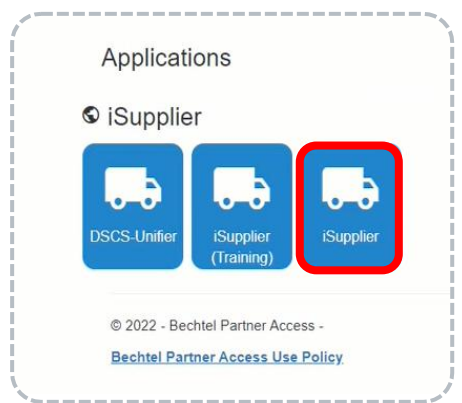 Applications
iSupplier
DSCS-Unifier
iSupplier
(Training)
iSupplier
© 2022 - Bechtel Partner Access -
Bechtel Partner Access Use Policy